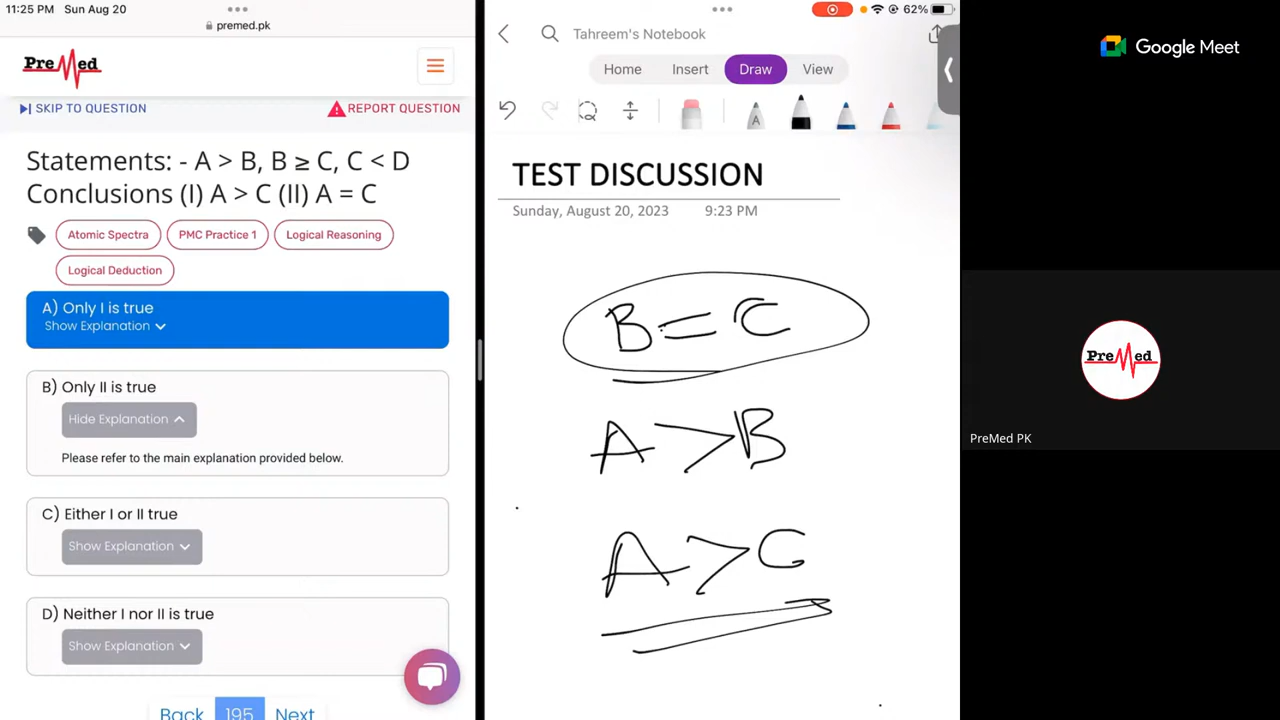 11:25 PM Sun Aug 20
premed.pk
PreMed
SKIP TO QUESTION
REPORT QUESTION
Statements: - A > B, B ≥ C, C < D
Conclusions (I) A > C (II) A = C
Atomic Spectra
PMC Practice 1
Logical Reasoning
Logical Deduction
A) Only I is true
Show Explanation
B) Only II is true
Hide Explanation
Please refer to the main explanation provided below.
C) Either I or II true
Show Explanation
D) Neither I nor II is true
Show Explanation
Back 195 Next
62%
Tahreem's Notebook
Home Insert Draw View
A
TEST DISCUSSION
Sunday, August 20, 2023 9:23 PM
B = C
A > B
A > C
Google Meet
PreMed
PreMed PK